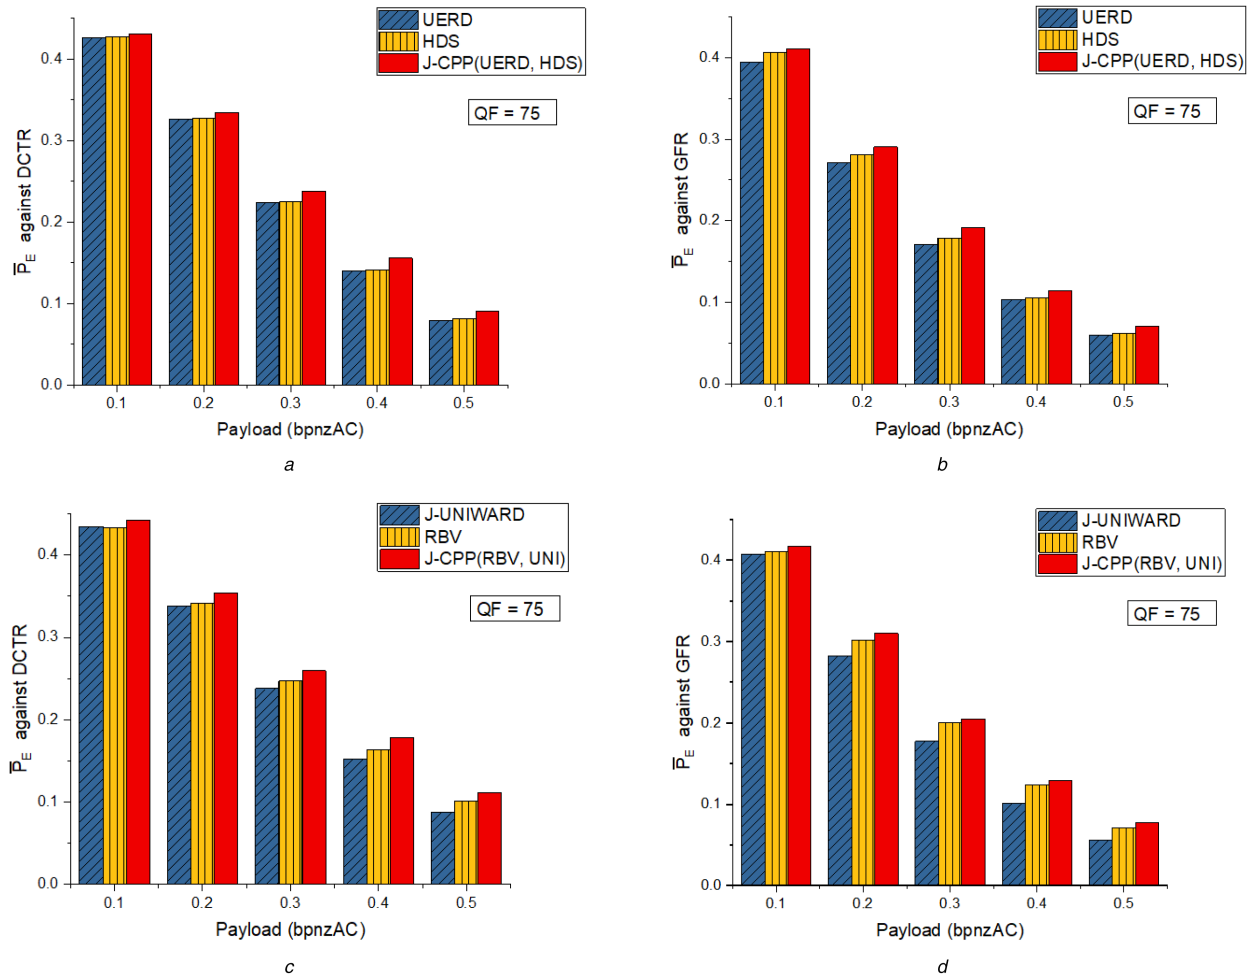 UERD
HDS
J-CPP(UERD, HDS)
QF = 75
P̅E against DCTR
0.4
0.3
0.2
0.1
0.0
0.1 0.2 0.3 0.4 0.5
Payload (bpnzAC)
a
UERD
HDS
J-CPP(UERD, HDS)
QF = 75
P̅E against GFR
0.4
0.3
0.2
0.1
0.0
0.1 0.2 0.3 0.4 0.5
Payload (bpnzAC)
b
J-UNIWARD
RBV
J-CPP(RBV, UNI)
QF = 75
P̅E against DCTR
0.4
0.3
0.2
0.1
0.0
0.1 0.2 0.3 0.4 0.5
Payload (bpnzAC)
c
J-UNIWARD
RBV
J-CPP(RBV, UNI)
QF = 75
P̅E against GFR
0.4
0.3
0.2
0.1
0.0
0.1 0.2 0.3 0.4 0.5
Payload (bpnzAC)
d